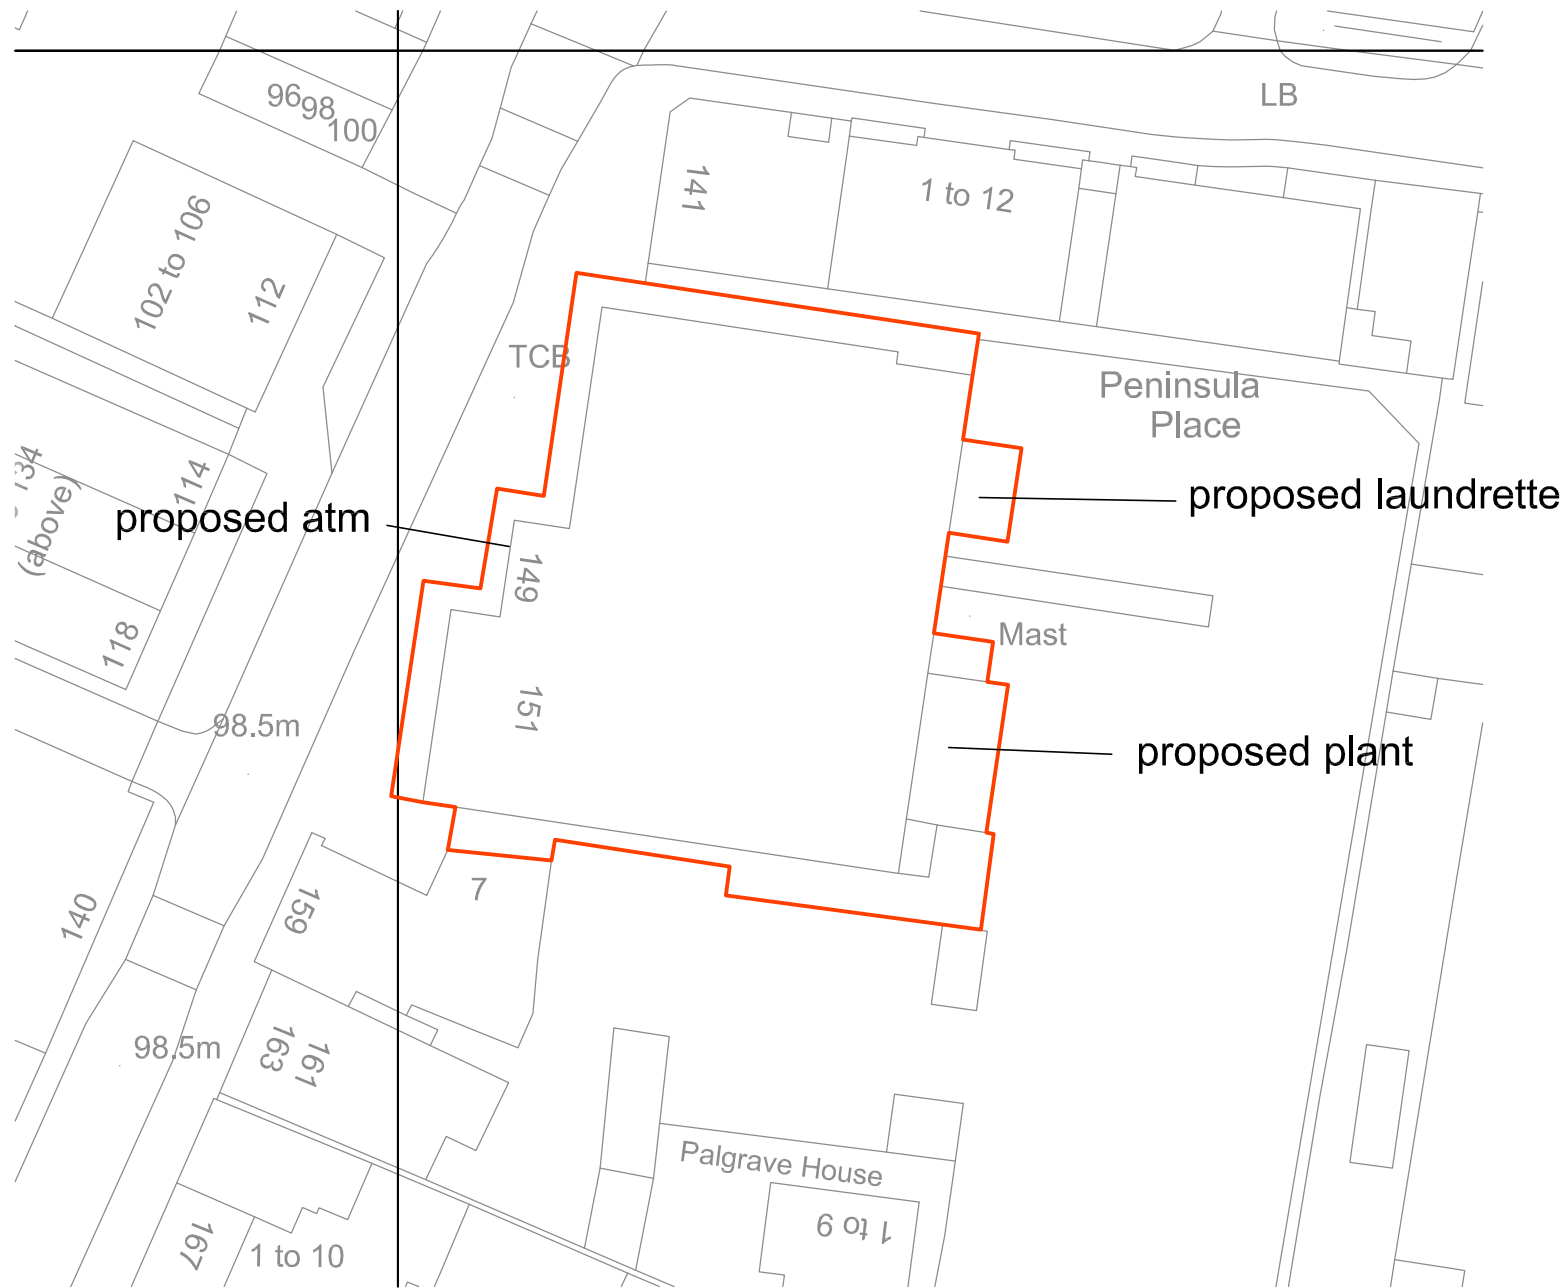 96
98
100
LB
141
1 to 12
102 to 106
112
TCB
Peninsula
Place
134
(above)
114
proposed atm
proposed laundrette
149
118
Mast
151
98.5m
proposed plant
159
7
140
98.5m
163
161
Palgrave House
1 to 9
167
1 to 10